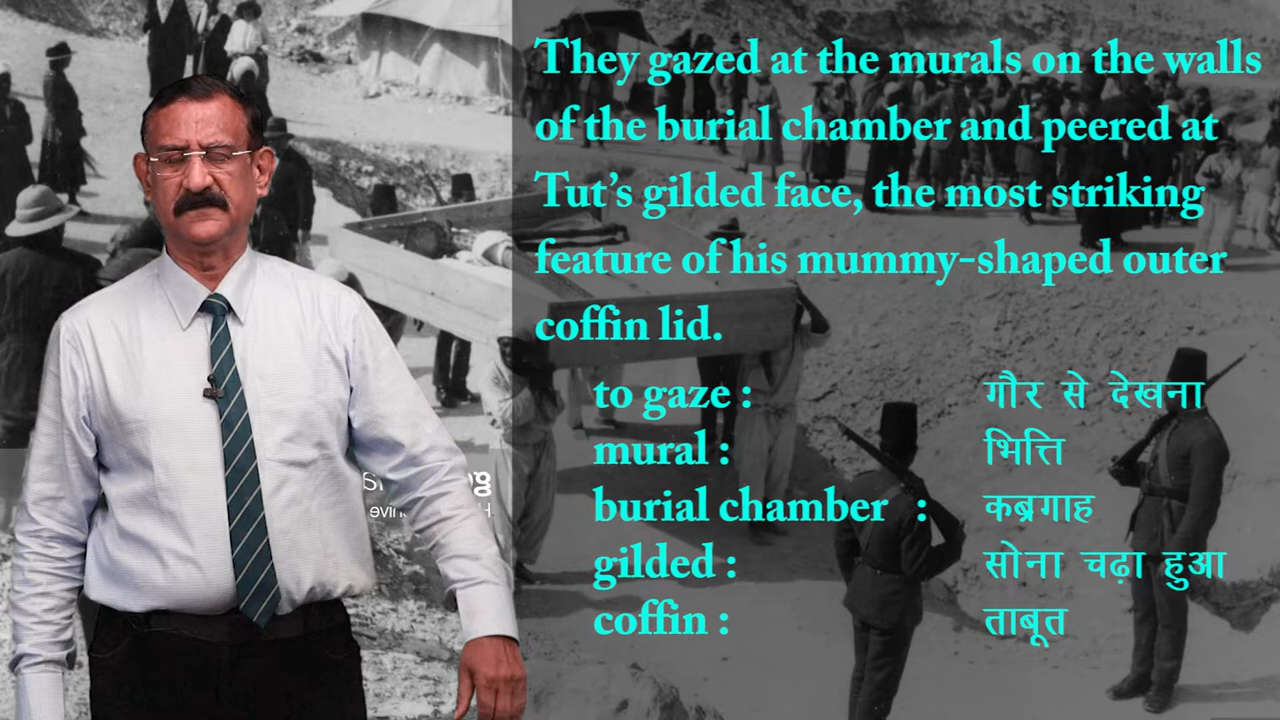 They gazed at the murals on the walls
of the burial chamber and peered at
Tut’s gilded face, the most striking
feature of his mummy-shaped outer
coffin lid.
to gaze : गौर से देखना
mural : भित्ति
burial chamber : कब्रगाह
gilded : सोना चढ़ा हुआ
coffin : ताबूत